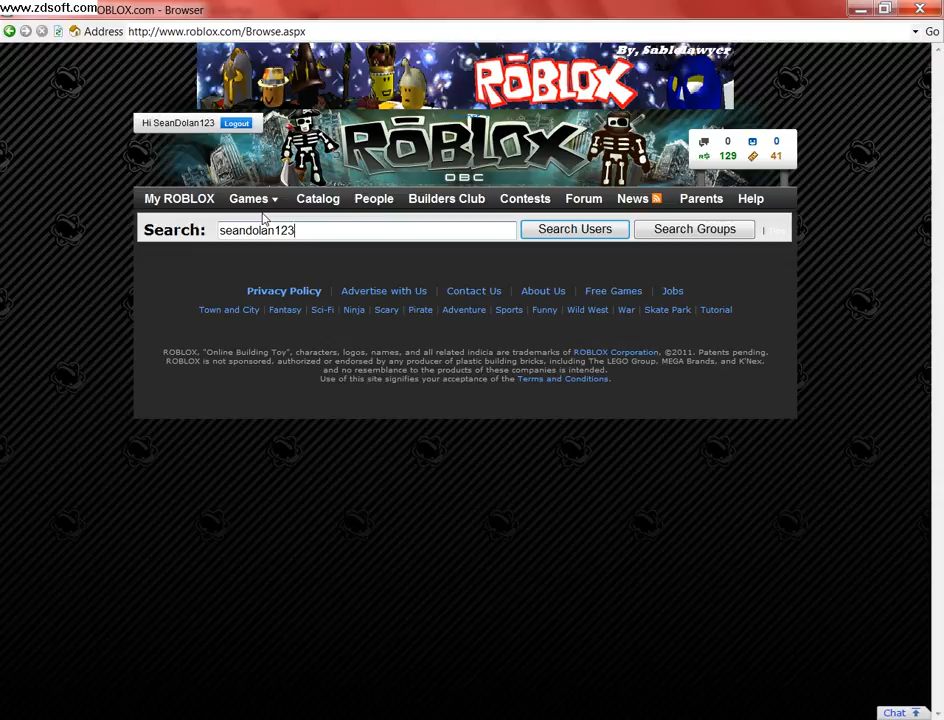 www.zdsoft.com OBLOX.com - Browser
Address http://www.roblox.com/Browse.aspx Go
By, Sablelawyer
ROBLOX
Hi SeanDolan123 Logout
ROBLOX
OBC
0 0
R$ 129 41
My ROBLOX Games Catalog People Builders Club Contests Forum News Parents Help
Search: seandolan123 Search Users Search Groups
Privacy Policy | Advertise with Us | Contact Us | About Us | Free Games | Jobs
Town and City | Fantasy | Sci-Fi | Ninja | Scary | Pirate | Adventure | Sports | Funny | Wild West | War | Skate Park | Tutorial
ROBLOX, "Online Building Toy", characters, logos, names, and all related indicia are trademarks of ROBLOX Corporation, ©2011. Patents pending.
ROBLOX is not sponsored, authorized or endorsed by any producer of plastic building bricks, including The LEGO Group, MEGA Brands, and K'Nex,
and no resemblance to the products of these companies is intended.
Use of this site signifies your acceptance of the Terms and Conditions.
Chat